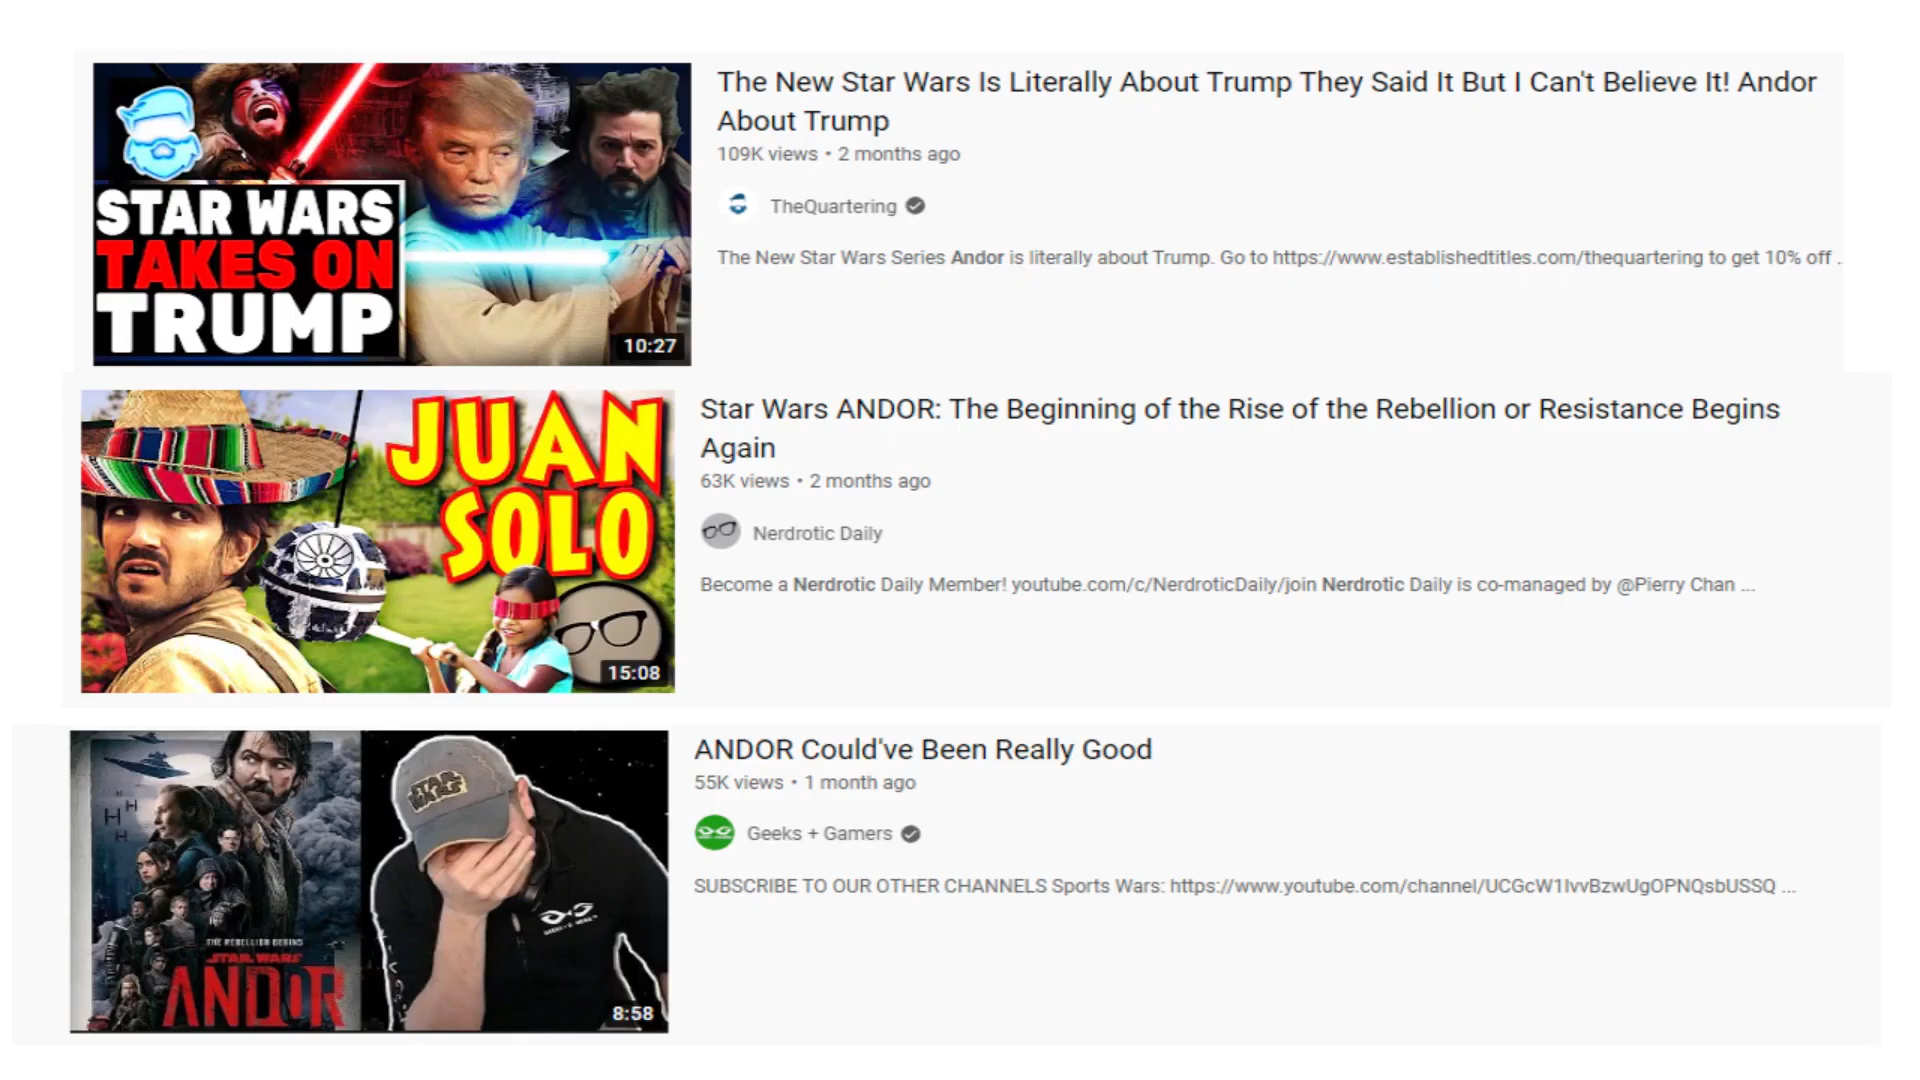 STAR WARS
TAKES ON
TRUMP
10:27
The New Star Wars Is Literally About Trump They Said It But I Can't Believe It! Andor
About Trump
109K views • 2 months ago
TheQuartering
The New Star Wars Series Andor is literally about Trump. Go to https://www.establishedtitles.com/thequartering to get 10% off .
JUAN
SOLO
15:08
Star Wars ANDOR: The Beginning of the Rise of the Rebellion or Resistance Begins
Again
63K views • 2 months ago
Nerdrotic Daily
Become a Nerdrotic Daily Member! youtube.com/c/NerdroticDaily/join Nerdrotic Daily is co-managed by @Pierry Chan ...
THE REBELLION BEGINS
STAR WARS
ANDOR
STAR
WARS
8:58
ANDOR Could've Been Really Good
55K views • 1 month ago
Geeks + Gamers
SUBSCRIBE TO OUR OTHER CHANNELS Sports Wars: https://www.youtube.com/channel/UCGcW1IvvBzwUgOPNQsbUSSQ ...